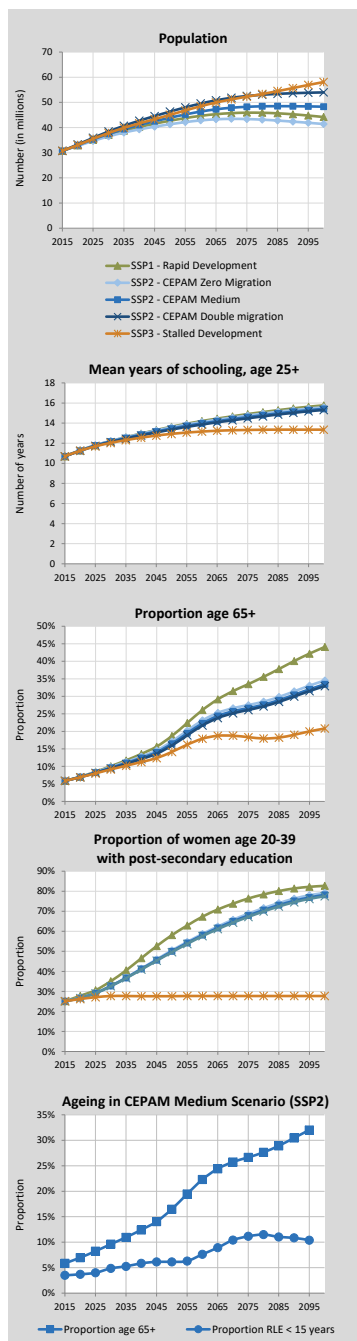 Population
Number (in millions)
70
60
50
40
30
20
10
0
2015 2025 2035 2045 2055 2065 2075 2085 2095
SSP1 - Rapid Development
SSP2 - CEPAM Zero Migration
SSP2 - CEPAM Medium
SSP2 - CEPAM Double migration
SSP3 - Stalled Development
Mean years of schooling, age 25+
Number of years
18
16
14
12
10
8
6
4
2
0
2015 2025 2035 2045 2055 2065 2075 2085 2095
Proportion age 65+
Proportion
50%
45%
40%
35%
30%
25%
20%
15%
10%
5%
0%
2015 2025 2035 2045 2055 2065 2075 2085 2095
Proportion of women age 20-39
with post-secondary education
Proportion
90%
80%
70%
60%
50%
40%
30%
20%
10%
0%
2015 2025 2035 2045 2055 2065 2075 2085 2095
Ageing in CEPAM Medium Scenario (SSP2)
Proportion
35%
30%
25%
20%
15%
10%
5%
0%
2015 2025 2035 2045 2055 2065 2075 2085 2095
Proportion age 65+ Proportion RLE < 15 years